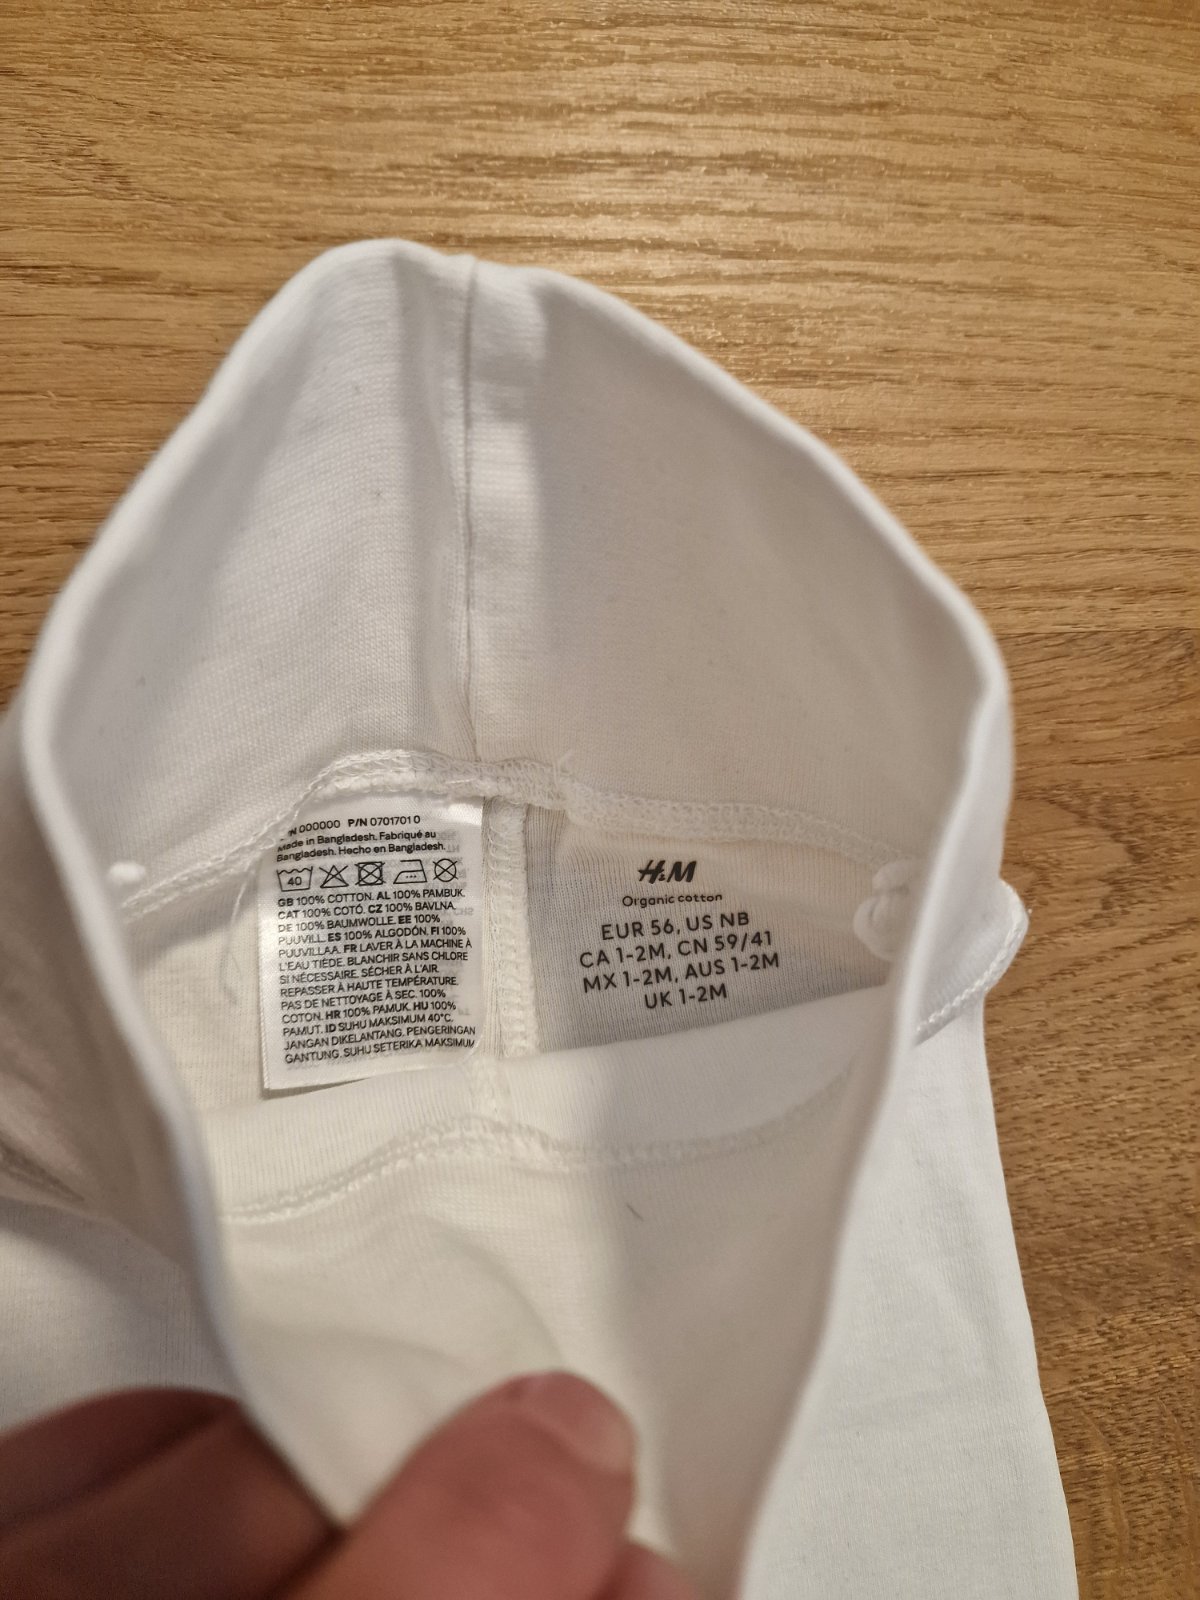 000000 P/N 0701701 0
Made in Bangladesh. Fabriqué au
Bangladesh. Hecho en Bangladesh.
40
GB 100% COTTON. AL 100% PAMBUK.
CAT 100% COTÓ. CZ 100% BAVLNA.
DE 100% BAUMWOLLE. EE 100%
PUUVILL. ES 100% ALGODÓN. FI 100%
PUUVILLAA. FR LAVER À LA MACHINE À
L'EAU TIÈDE. BLANCHIR SANS CHLORE
SI NÉCESSAIRE. SÉCHER À L'AIR.
REPASSER À HAUTE TEMPÉRATURE.
PAS DE NETTOYAGE À SEC. 100%
COTON. HR 100% PAMUK. HU 100%
PAMUT. ID SUHU MAKSIMUM 40°C.
JANGAN DIKELANTANG. PENGERINGAN
GANTUNG. SUHU SETERIKA MAKSIMUM
H&M
Organic cotton
EUR 56, US NB
CA 1-2M, CN 59/41
MX 1-2M, AUS 1-2M
UK 1-2M